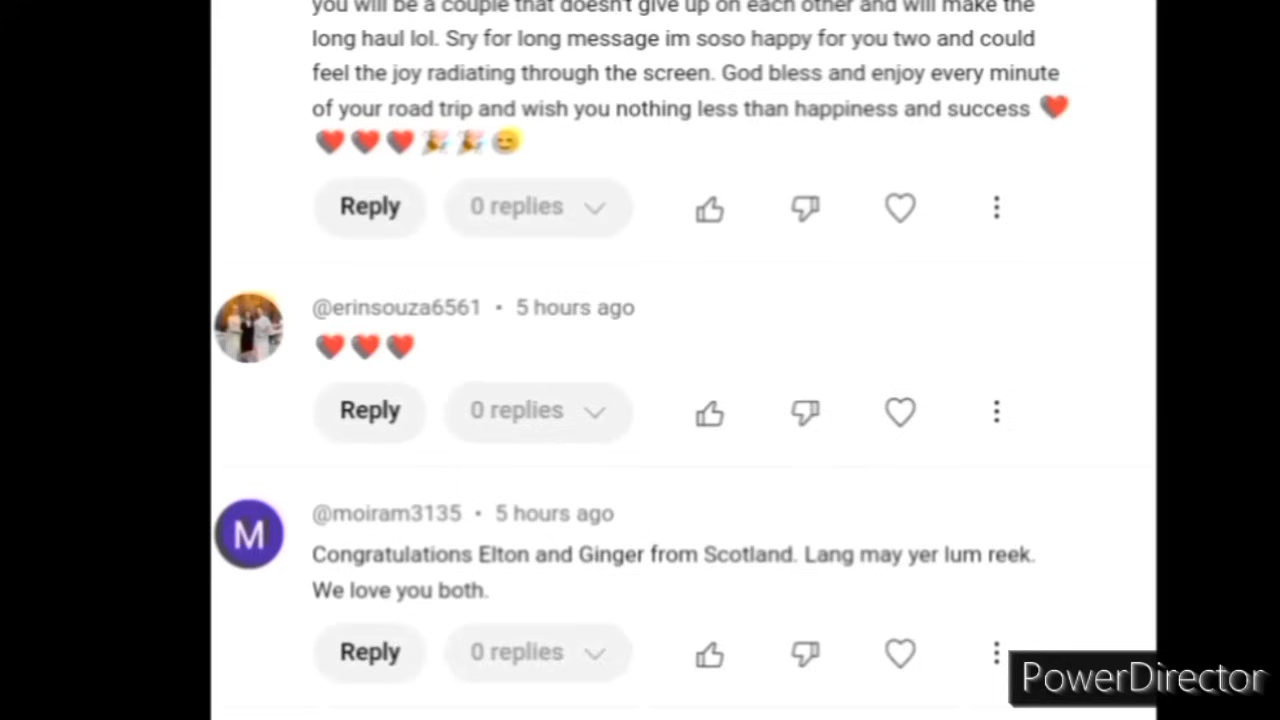 you will be a couple that doesn't give up on each other and will make the
long haul lol. Sry for long message im soso happy for you two and could
feel the joy radiating through the screen. God bless and enjoy every minute
of your road trip and wish you nothing less than happiness and success ❤️
❤️❤️❤️🎉🎉😊
Reply 0 replies
@erinsouza6561 • 5 hours ago
❤️❤️❤️
Reply 0 replies
M
@moiram3135 • 5 hours ago
Congratulations Elton and Ginger from Scotland. Lang may yer lum reek.
We love you both.
Reply 0 replies
PowerDirector